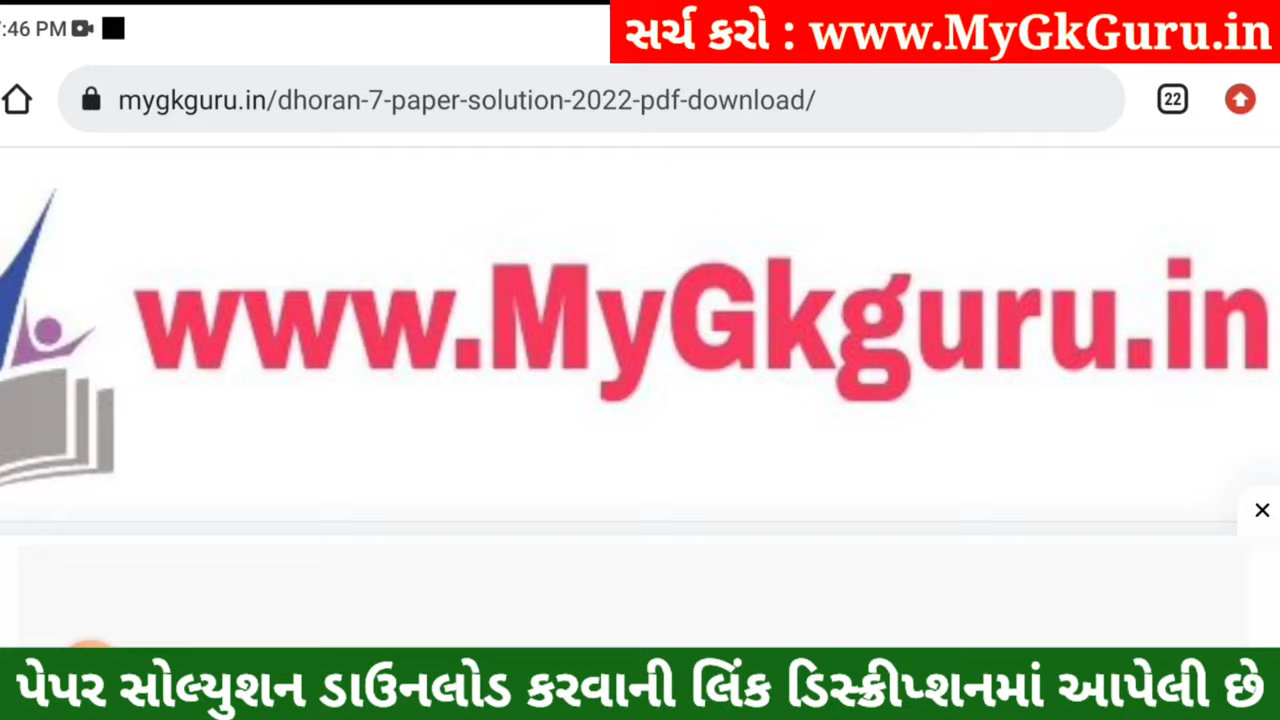 :46 PM
સર્ચ કરો : www.MyGkGuru.in
mygkguru.in/dhoran-7-paper-solution-2022-pdf-download/
22
www.MyGkguru.in
પેપર સોલ્યુશન ડાઉનલોડ કરવાની લિંક ડિસ્ક્રીપ્શનમાં આપેલી છે